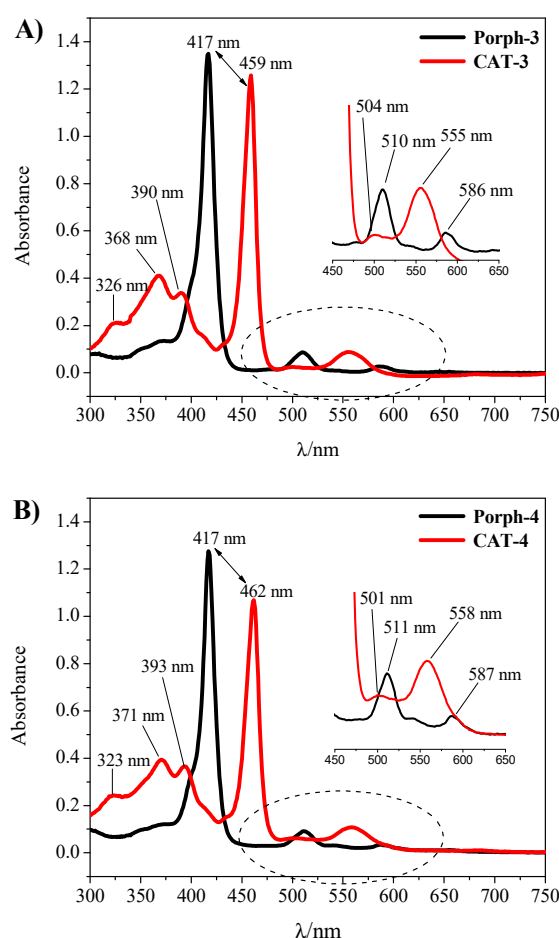 A)
Porph-3
CAT-3
417 nm
459 nm
390 nm
368 nm
326 nm
504 nm
510 nm
555 nm
586 nm
450 500 550 600 650
Absorbance
1.4
1.2
1.0
0.8
0.6
0.4
0.2
0.0
300 350 400 450 500 550 600 650 700 750
λ/nm
B)
Porph-4
CAT-4
417 nm
462 nm
393 nm
371 nm
323 nm
501 nm
511 nm
558 nm
587 nm
450 500 550 600 650
Absorbance
1.4
1.2
1.0
0.8
0.6
0.4
0.2
0.0
300 350 400 450 500 550 600 650 700 750
λ/nm